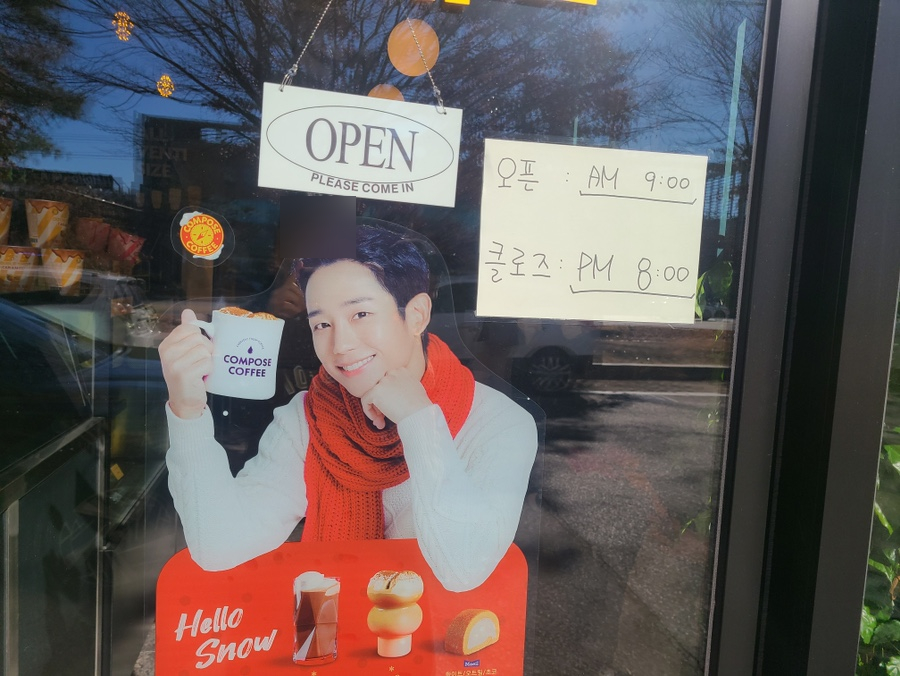 OPEN
PLEASE COME IN
오픈 : AM 9:00
클로즈 : PM 8:00
COMPOSE
COFFEE
COMPOSE
COFFEE
Hello
Snow